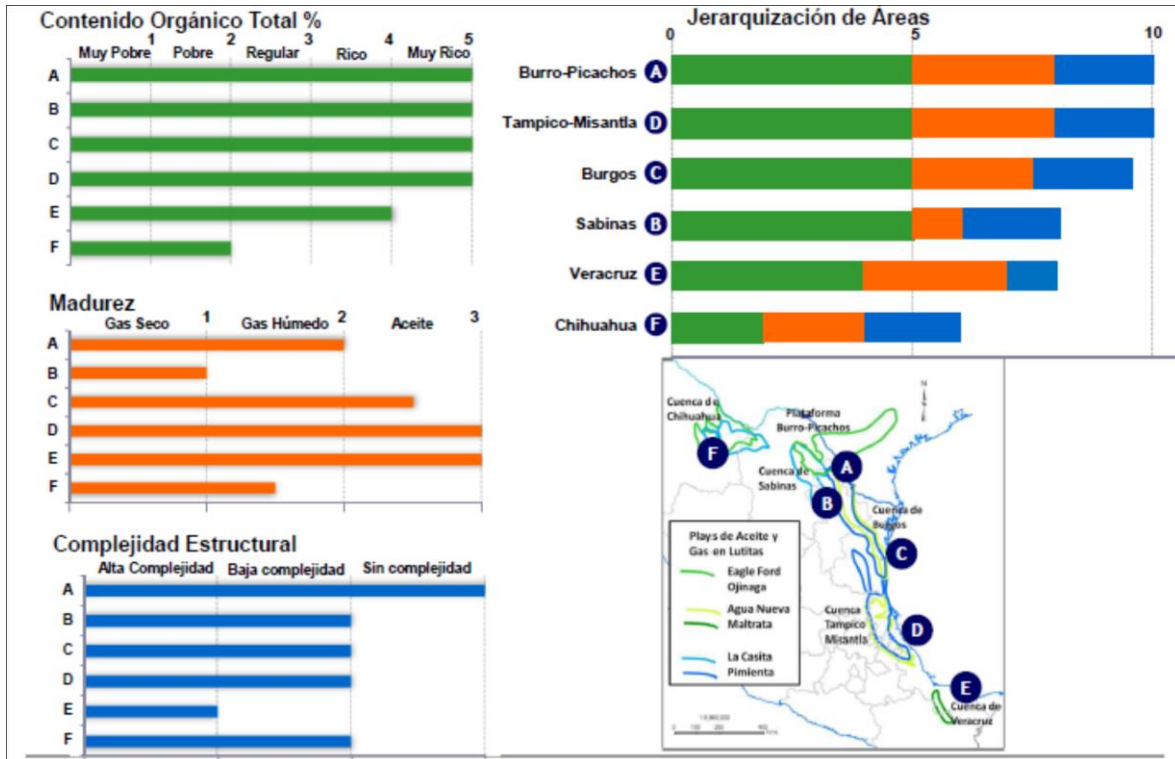 Contenido Orgánico Total %
1 2 3 4 5
Muy Pobre Pobre Regular Rico Muy Rico
A
B
C
D
E
F
Madurez
1 2 3
Gas Seco Gas Húmedo Aceite
A
B
C
D
E
F
Complejidad Estructural
Alta Complejidad Baja complejidad Sin complejidad
A
B
C
D
E
F
Jerarquización de Areas
0 5 10
Burro-Picachos A
Tampico-Misantla D
Burgos C
Sabinas B
Veracruz E
Chihuahua F
Cuenca de
Chihuahua
F
Plataforma
Burro-Picachos
N
A
Cuenca de
Sabinas
B
Cuenca de
Burgos
C
Plays de Aceite y
Gas en Lutitas
Eagle Ford
Ojinaga
Agua Nueva
Maltrata
La Casita
Pimienta
Cuenca
Tampico
Misantla
D
E
Cuenca de
Veracruz